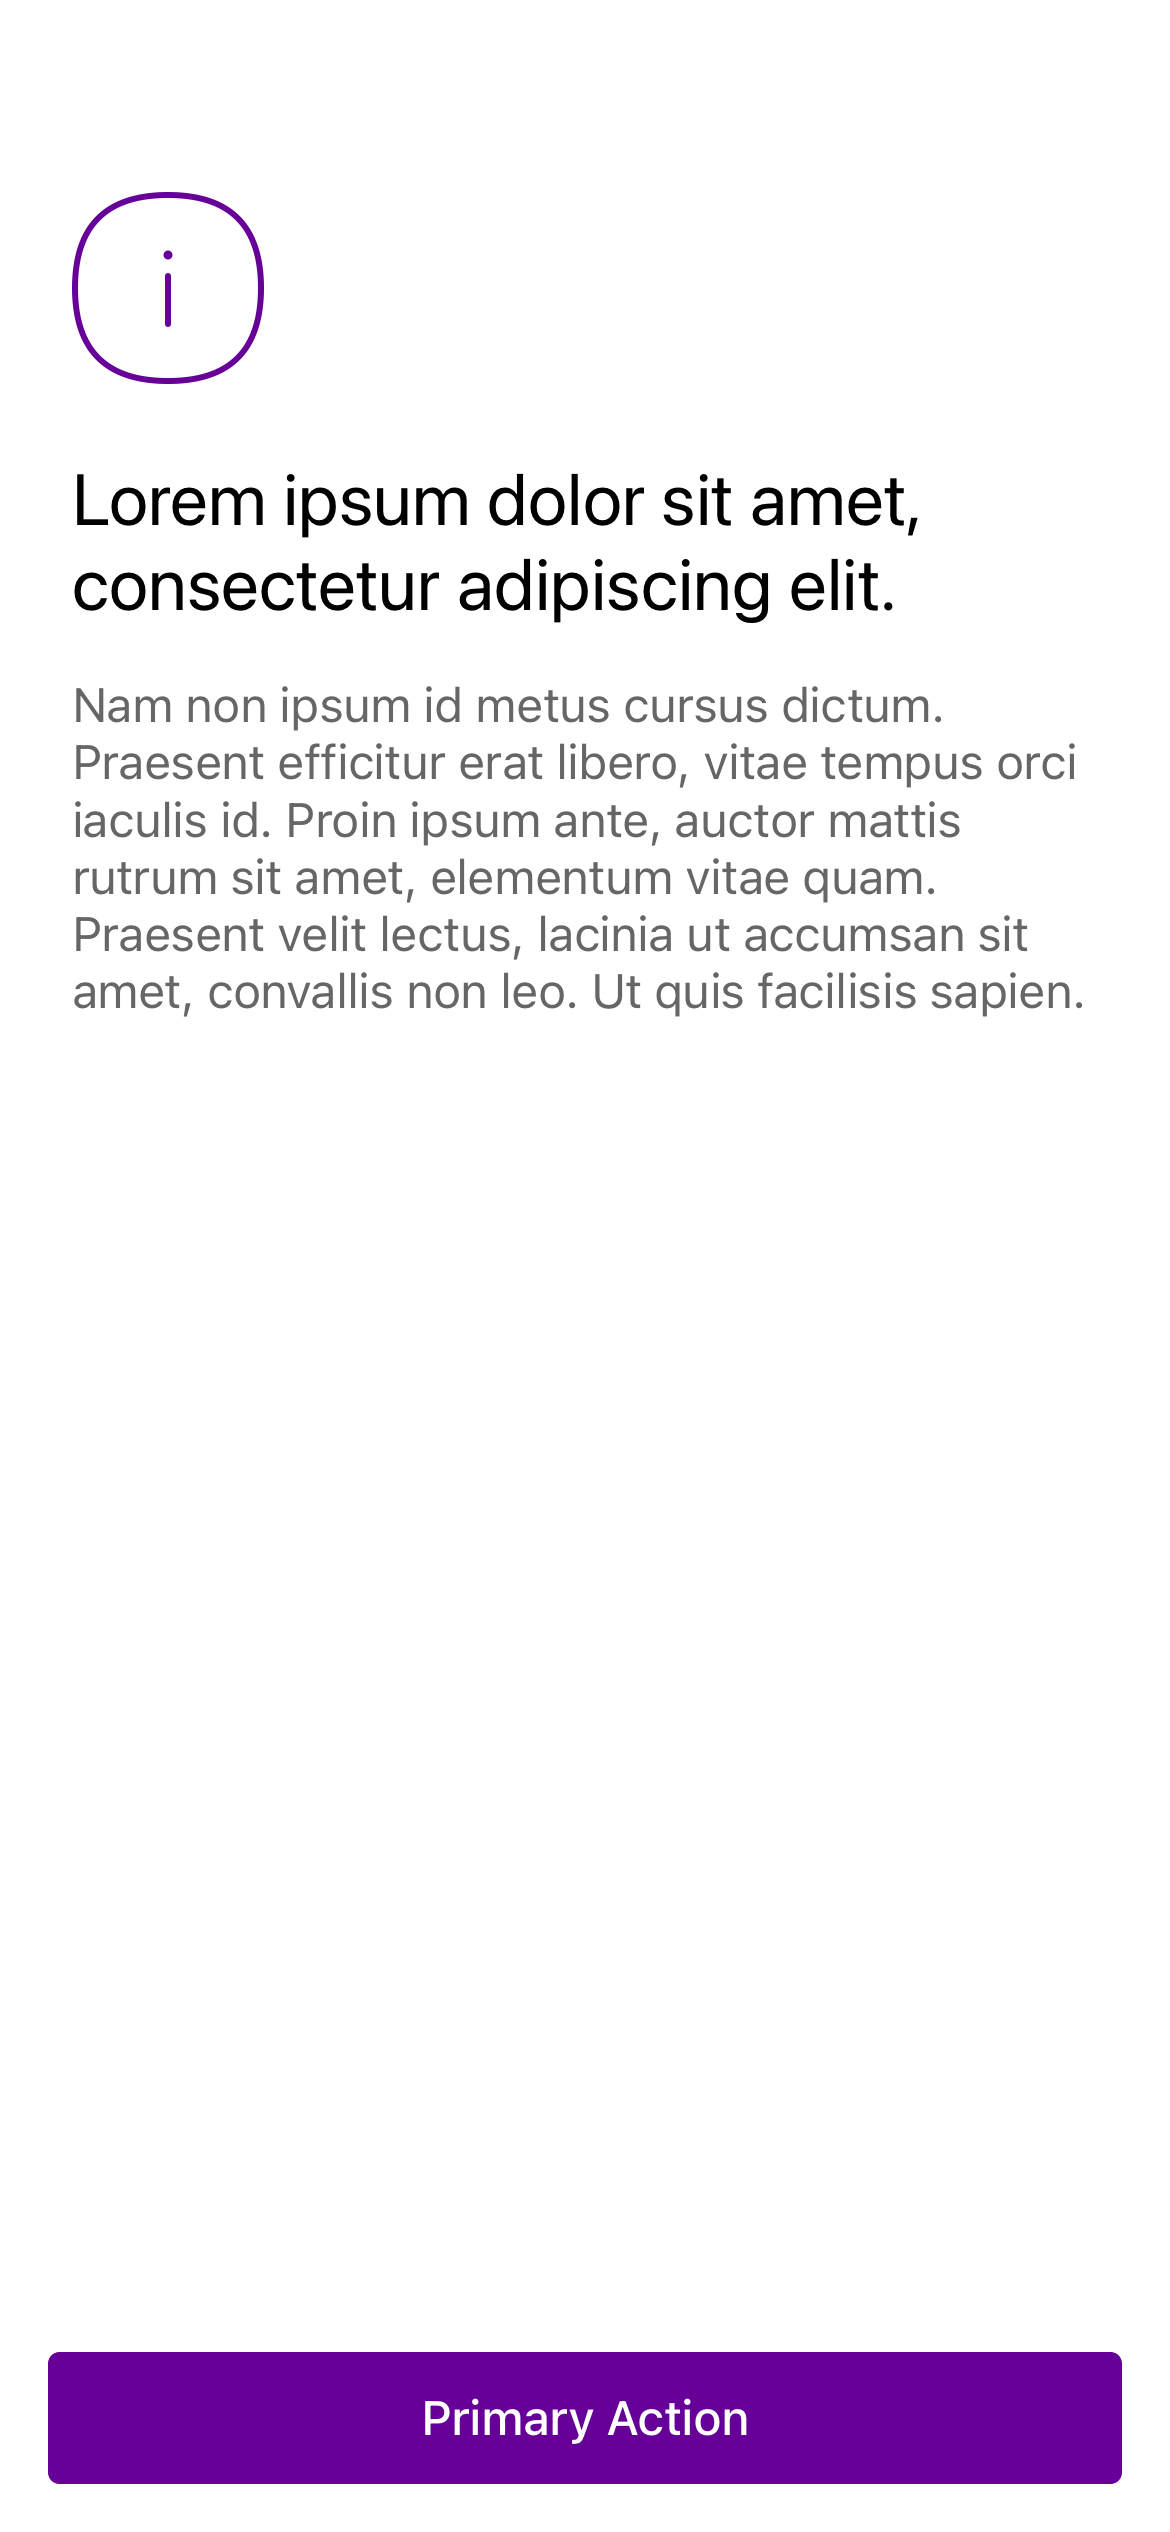 i
Lorem ipsum dolor sit amet,
consectetur adipiscing elit.
Nam non ipsum id metus cursus dictum.
Praesent efficitur erat libero, vitae tempus orci
iaculis id. Proin ipsum ante, auctor mattis
rutrum sit amet, elementum vitae quam.
Praesent velit lectus, lacinia ut accumsan sit
amet, convallis non leo. Ut quis facilisis sapien.
Primary Action